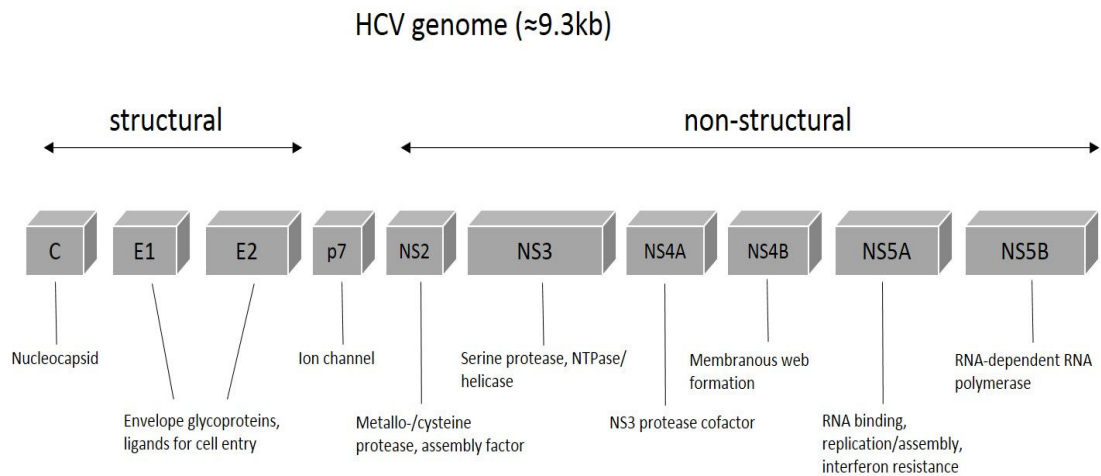 HCV genome (≈9.3kb)
structural
non-structural
C
E1
E2
p7
NS2
NS3
NS4A
NS4B
NS5A
NS5B
Nucleocapsid
Envelope glycoproteins,
ligands for cell entry
Ion channel
Metallo-/cysteine
protease, assembly factor
Serine protease, NTPase/
helicase
NS3 protease cofactor
Membranous web
formation
RNA binding,
replication/assembly,
interferon resistance
RNA-dependent RNA
polymerase